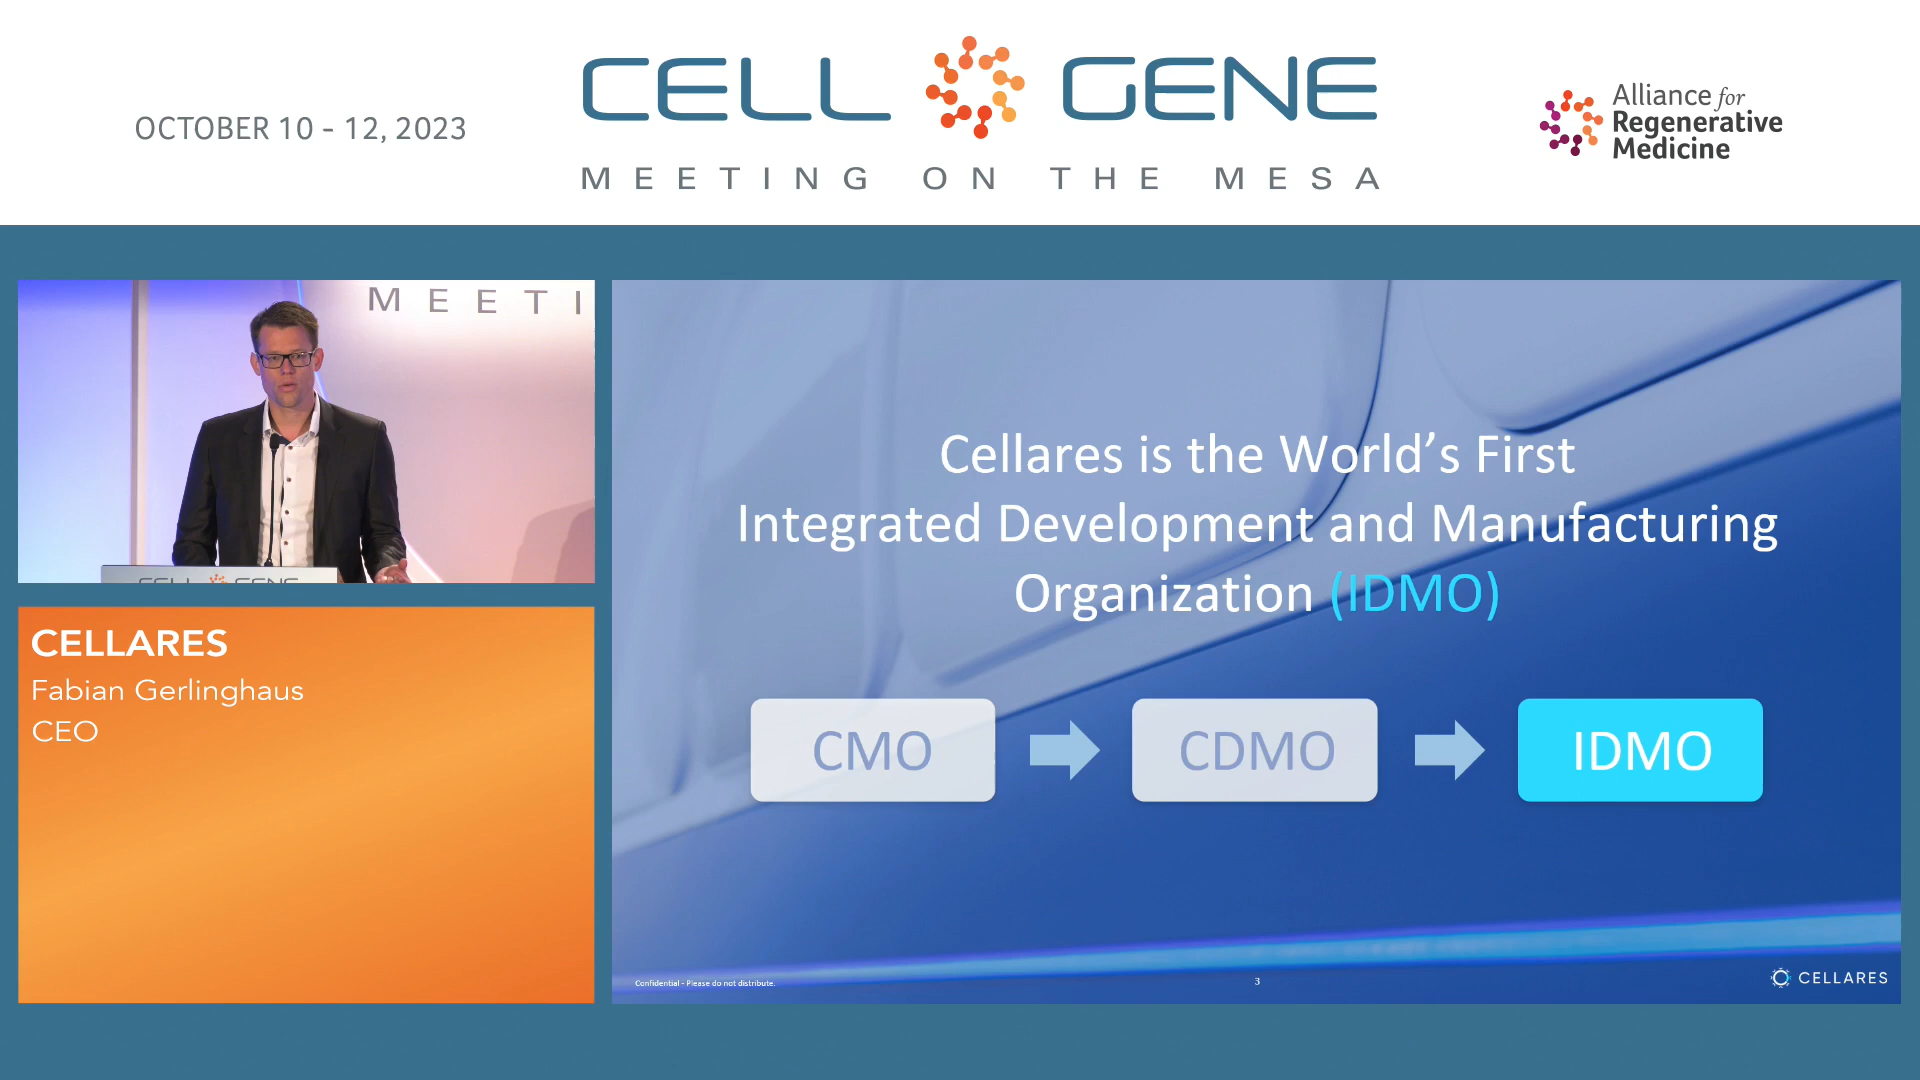 OCTOBER 10 - 12, 2023
CELL GENE
MEETING ON THE MESA
Alliance for
Regenerative
Medicine
MEETI
CELL GENE
CELLARES
Fabian Gerlinghaus
CEO
Cellares is the World’s First
Integrated Development and Manufacturing
Organization (IDMO)
CMO
CDMO
IDMO
Confidential - Please do not distribute.
3
CELLARES